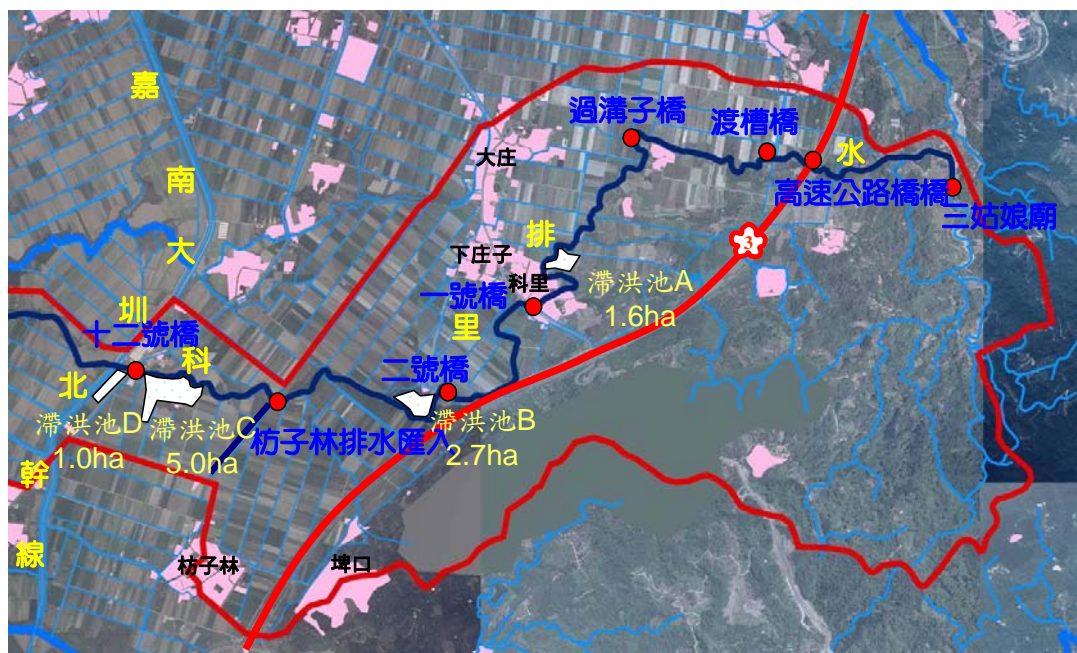 嘉
南
大
圳
北
幹
線
科
里
排
水
過溝子橋
渡槽橋
高速公路橋橋
三姑娘廟
大庄
下庄子
科里
3
滯洪池A
1.6ha
一號橋
二號橋
滯洪池B
2.7ha
十二號橋
滯洪池D
1.0ha
滯洪池C
5.0ha
枋子林排水匯入
枋子林
埤口